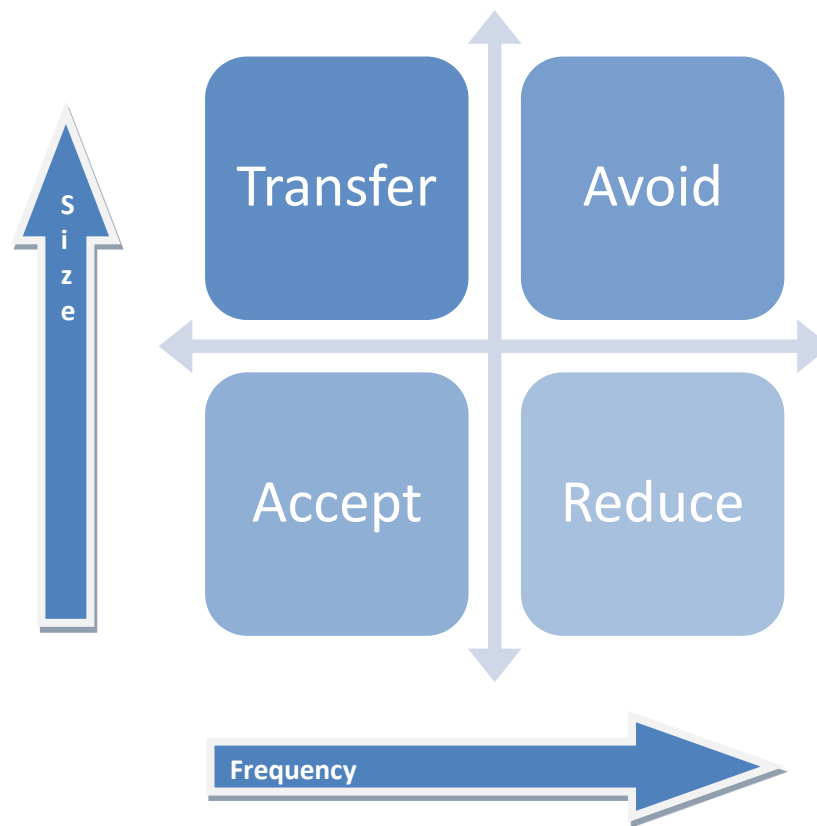 Transfer
Avoid
S
i
z
e
Accept
Reduce
Frequency